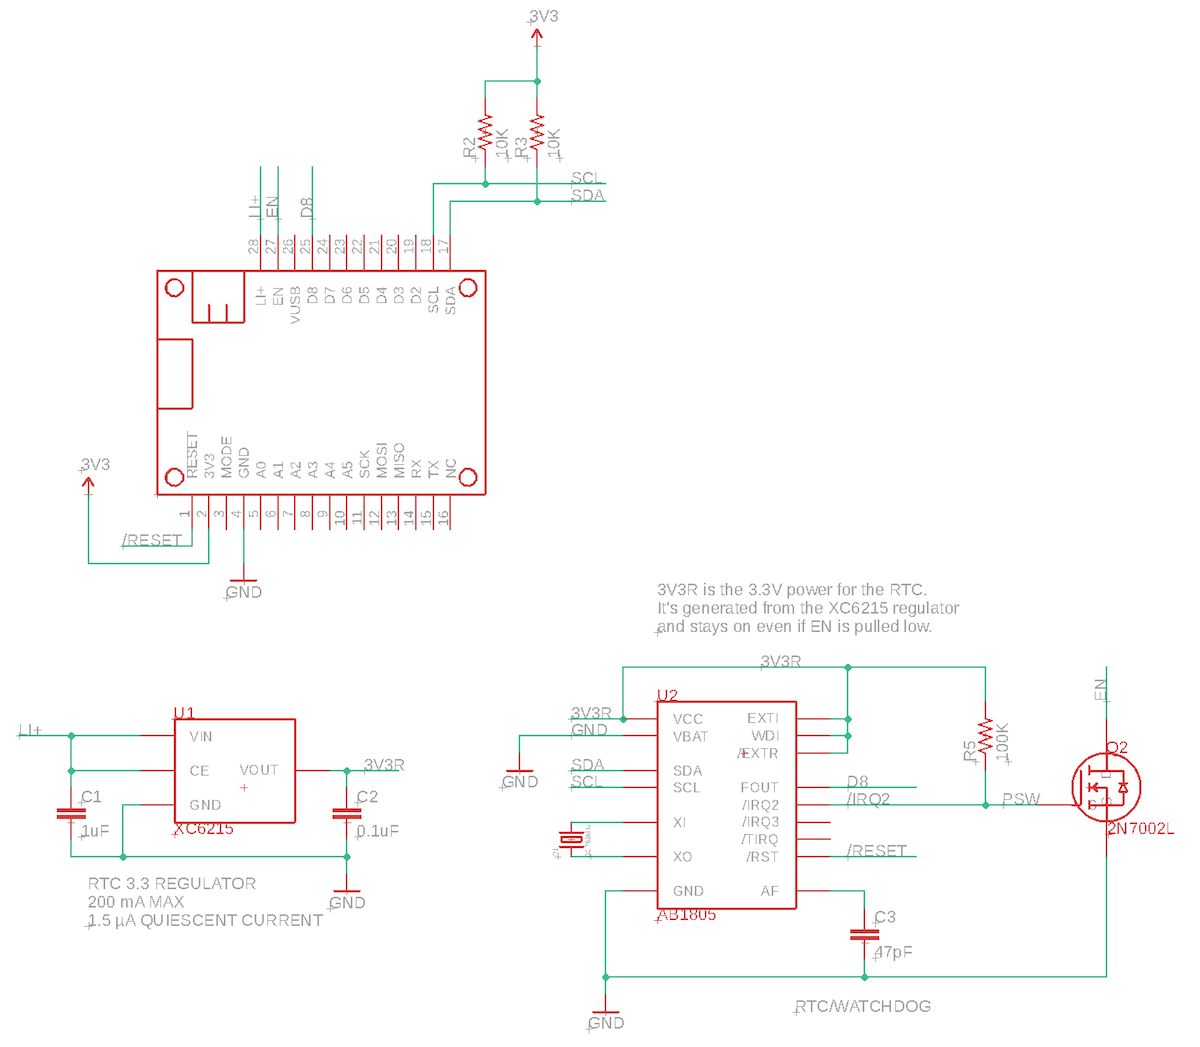 3V3
R2
10K
R3
10K
SCL
SDA
LI+
EN
D8
28
27
26
25
24
23
22
21
20
19
18
17
LI+
EN
VUSB
D8
D7
D6
D5
D4
D3
D2
SCL
SDA
RESET
3V3
MODE
GND
A0
A1
A2
A3
A4
A5
SCK
MOSI
MISO
RX
TX
NC
3V3
1
2
3
4
5
6
7
8
9
10
11
12
13
14
15
16
/RESET
GND
3V3R is the 3.3V power for the RTC.
It's generated from the XC6215 regulator
and stays on even if EN is pulled low.
LI+
U1
VIN
CE
VOUT
GND
XC6215
3V3R
C1
1uF
C2
0.1uF
GND
RTC 3.3 REGULATOR
200 mA MAX
1.5 µA QUIESCENT CURRENT
3V3R
U2
3V3R
GND
GND
SDA
SCL
VCC
VBAT
SDA
SCL
XI
XO
GND
EXTI
WDI
/EXTR
FOUT
/IRQ2
/IRQ3
/TIRQ
/RST
AF
AB1805
D8
/IRQ2
/RESET
R5
100K
PSW
EN
Q2
D
G
S
2N7002L
C3
47pF
GND
RTC/WATCHDOG